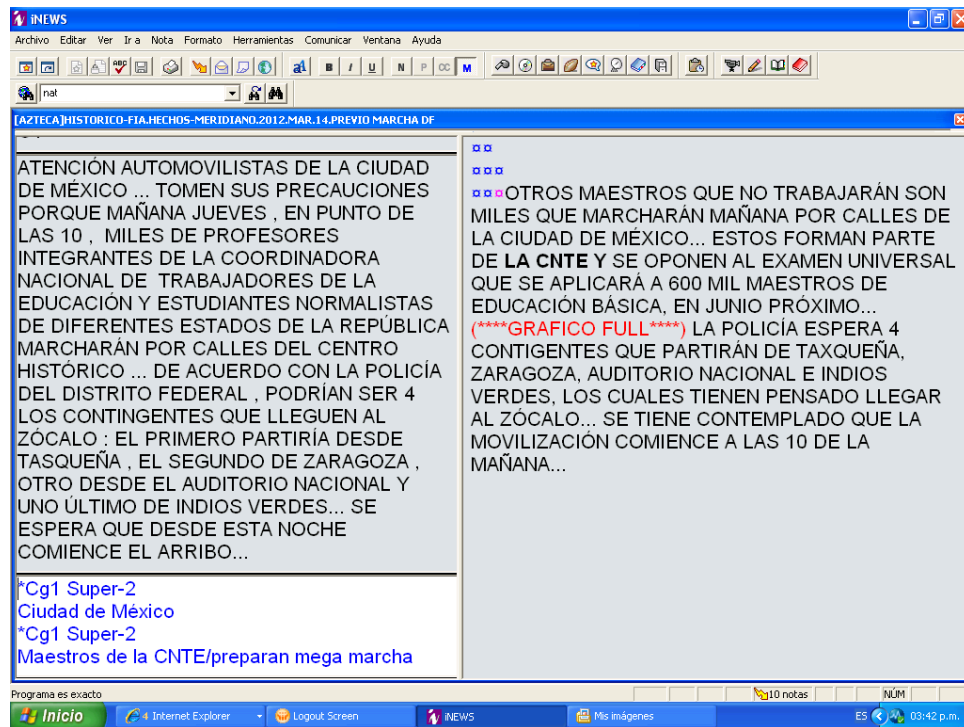 iNEWS
Archivo Editar Ver Ir a Nota Formato Herramientas Comunicar Ventana Ayuda
nat
[AZTECA]HISTORICO-FIA.HECHOS-MERIDIANO.2012.MAR.14.PREVIO MARCHA DF
ATENCIÓN AUTOMOVILISTAS DE LA CIUDAD
DE MÉXICO ... TOMEN SUS PRECAUCIONES
PORQUE MAÑANA JUEVES , EN PUNTO DE
LAS 10 , MILES DE PROFESORES
INTEGRANTES DE LA COORDINADORA
NACIONAL DE TRABAJADORES DE LA
EDUCACIÓN Y ESTUDIANTES NORMALISTAS
DE DIFERENTES ESTADOS DE LA REPÚBLICA
MARCHARÁN POR CALLES DEL CENTRO
HISTÓRICO ... DE ACUERDO CON LA POLICÍA
DEL DISTRITO FEDERAL , PODRÍAN SER 4
LOS CONTINGENTES QUE LLEGUEN AL
ZÓCALO : EL PRIMERO PARTIRÍA DESDE
TASQUEÑA , EL SEGUNDO DE ZARAGOZA ,
OTRO DESDE EL AUDITORIO NACIONAL Y
UNO ÚLTIMO DE INDIOS VERDES... SE
ESPERA QUE DESDE ESTA NOCHE
COMIENCE EL ARRIBO...
*Cg1 Super-2
Ciudad de México
*Cg1 Super-2
Maestros de la CNTE/preparan mega marcha
OTROS MAESTROS QUE NO TRABAJARÁN SON
MILES QUE MARCHARÁN MAÑANA POR CALLES DE
LA CIUDAD DE MÉXICO... ESTOS FORMAN PARTE
DE LA CNTE Y SE OPONEN AL EXAMEN UNIVERSAL
QUE SE APLICARÁ A 600 MIL MAESTROS DE
EDUCACIÓN BÁSICA, EN JUNIO PRÓXIMO...
(****GRAFICO FULL****) LA POLICÍA ESPERA 4
CONTIGENTES QUE PARTIRÁN DE TAXQUEÑA,
ZARAGOZA, AUDITORIO NACIONAL E INDIOS
VERDES, LOS CUALES TIENEN PENSADO LLEGAR
AL ZÓCALO... SE TIENE CONTEMPLADO QUE LA
MOVILIZACIÓN COMIENCE A LAS 10 DE LA
MAÑANA...
Programa es exacto
10 notas
NÚM
Inicio
4 Internet Explorer
Logout Screen
iNEWS
Mis imágenes
ES
03:42 p.m.